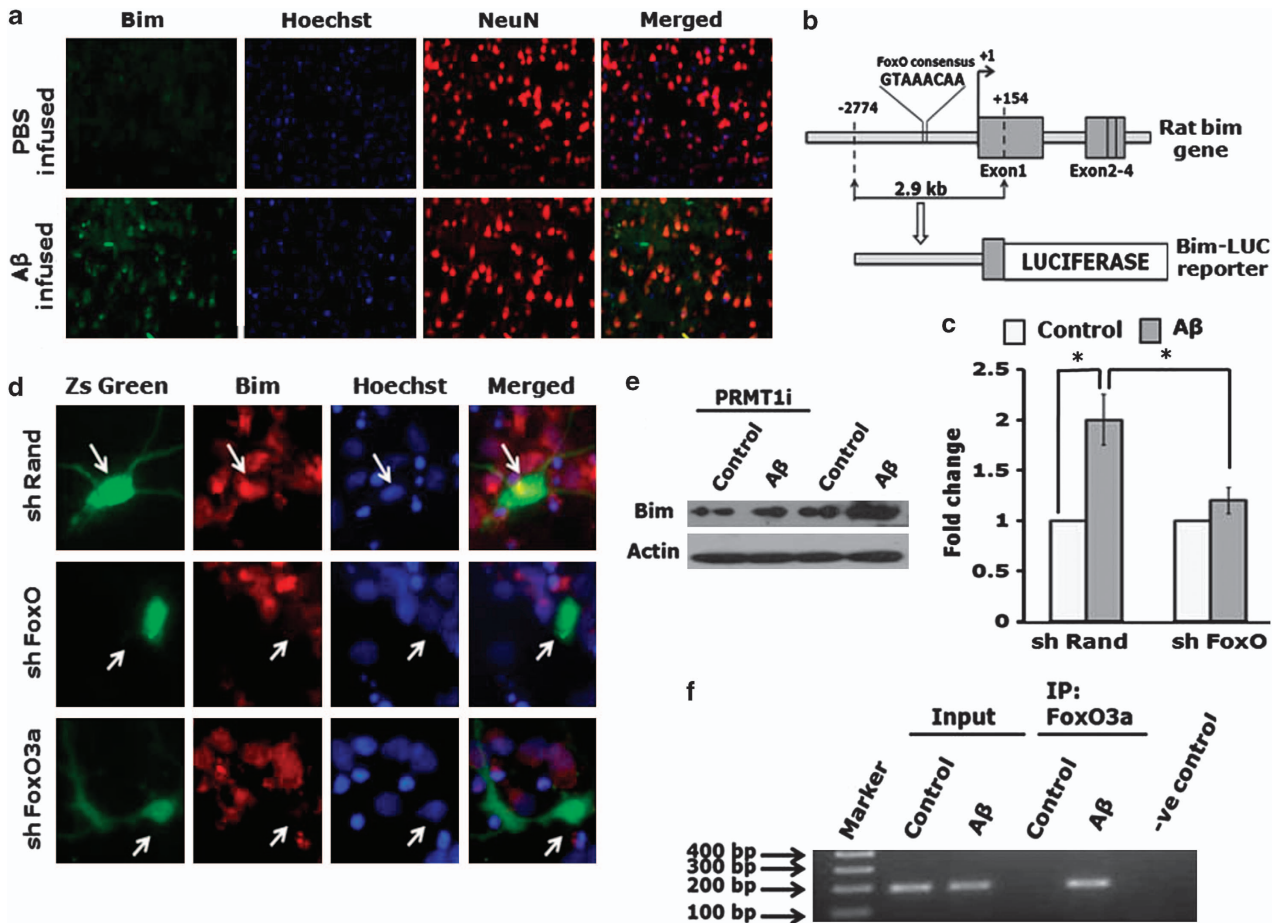 a
Bim Hoechst NeuN Merged
PBS infused
Aβ infused
b
FoxO consensus
GTAAACAA
+1
-2774
+154
Rat bim gene
Exon1
Exon2-4
2.9 kb
LUCIFERASE
Bim-LUC reporter
c
Control Aβ
* *
Fold change
2.5
2
1.5
1
0.5
0
sh Rand sh FoxO
d
Zs Green Bim Hoechst Merged
sh Rand
sh FoxO
sh FoxO3a
e
PRMT1i
Control Aβ Control Aβ
Bim
Actin
f
IP:
Input FoxO3a
Marker Control Aβ Control Aβ -ve control
400 bp
300 bp
200 bp
100 bp